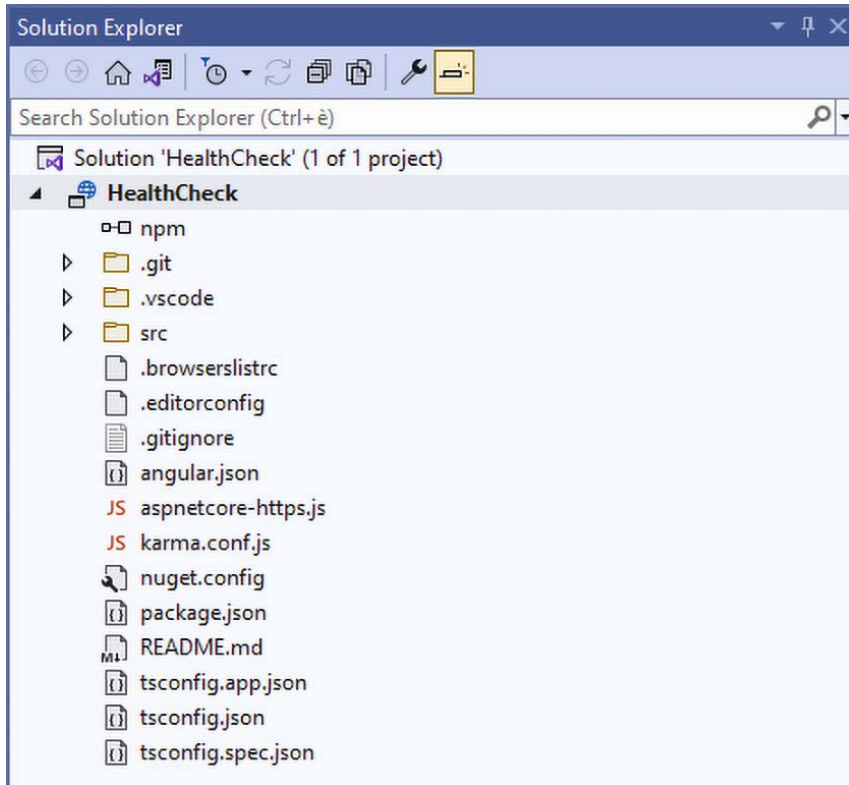 Solution Explorer
Search Solution Explorer (Ctrl+è)
Solution 'HealthCheck' (1 of 1 project)
HealthCheck
npm
.git
.vscode
src
.browserslistrc
.editorconfig
.gitignore
angular.json
JS aspnetcore-https.js
JS karma.conf.js
nuget.config
package.json
M↓ README.md
tsconfig.app.json
tsconfig.json
tsconfig.spec.json